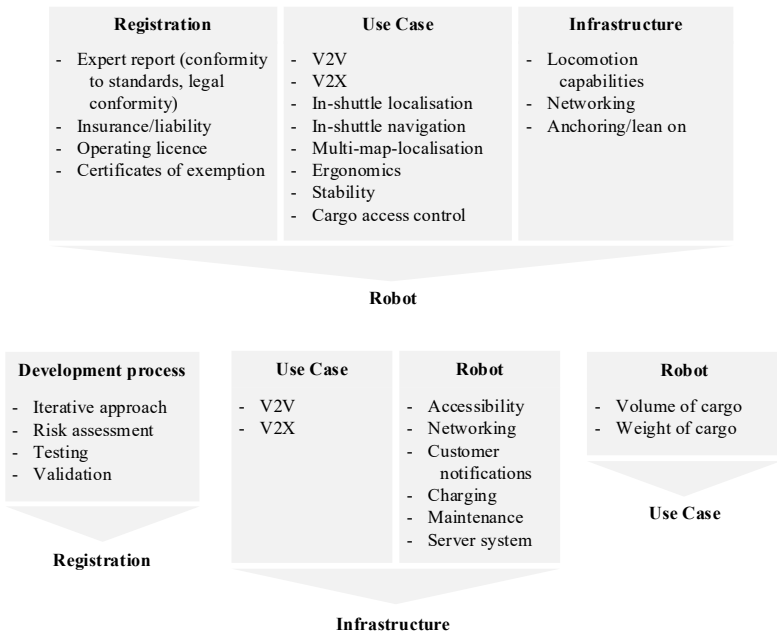 Registration
- Expert report (conformity
to standards, legal
conformity)
- Insurance/liability
- Operating licence
- Certificates of exemption
Use Case
- V2V
- V2X
- In-shuttle localisation
- In-shuttle navigation
- Multi-map-localisation
- Ergonomics
- Stability
- Cargo access control
Infrastructure
- Locomotion
capabilities
- Networking
- Anchoring/lean on
Robot
Development process
- Iterative approach
- Risk assessment
- Testing
- Validation
Registration
Use Case
- V2V
- V2X
Robot
- Accessibility
- Networking
- Customer
notifications
- Charging
- Maintenance
- Server system
Infrastructure
Robot
- Volume of cargo
- Weight of cargo
Use Case